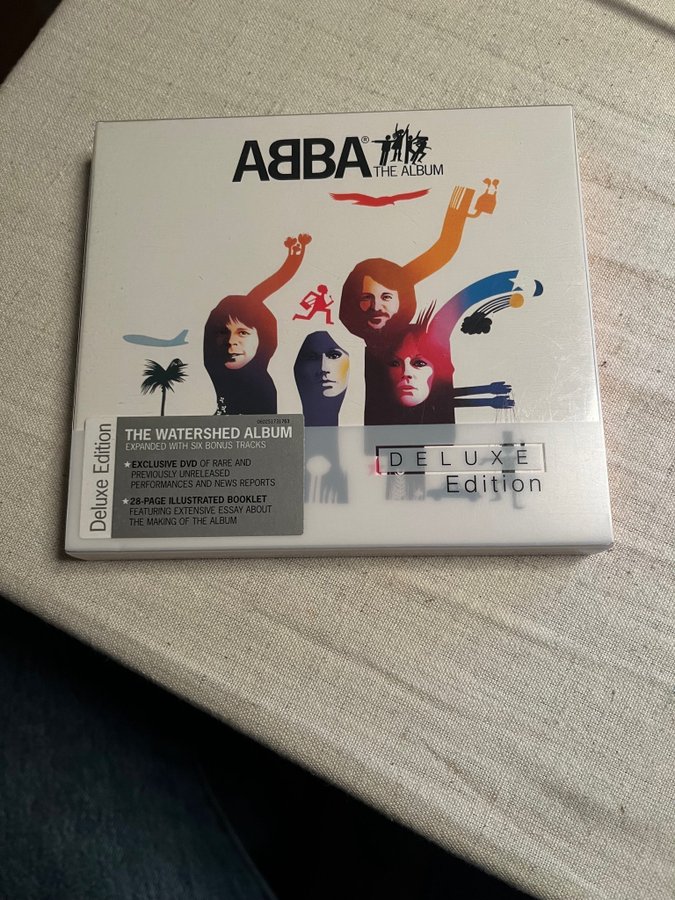 AᗺBA®
THE ALBUM
Deluxe Edition
THE WATERSHED ALBUM
EXPANDED WITH SIX BONUS TRACKS
★EXCLUSIVE DVD OF RARE AND
PREVIOUSLY UNRELEASED
PERFORMANCES AND NEWS REPORTS
★28-PAGE ILLUSTRATED BOOKLET
FEATURING EXTENSIVE ESSAY ABOUT
THE MAKING OF THE ALBUM
DELUXE
Edition